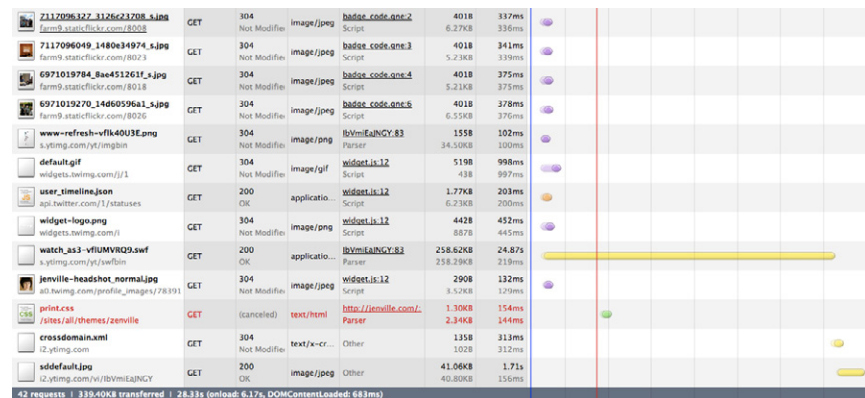 7117096327_3126c23708_s.jpg GET 304 image/jpeg badge_code.gne:2 401B 337ms
farm9.staticflickr.com/8008 Not Modifie Script 6.27KB 336ms
7117096049_1480e34974_s.jpg GET 304 image/jpeg badge_code.gne:3 401B 341ms
farm9.staticflickr.com/8023 Not Modifie Script 5.23KB 339ms
6971019784_8ae451261f_s.jpg GET 304 image/jpeg badge_code.gne:4 401B 375ms
farm9.staticflickr.com/8018 Not Modifie Script 5.21KB 375ms
6971019270_14d60596a1_s.jpg GET 304 image/jpeg badge_code.gne:6 401B 378ms
farm9.staticflickr.com/8026 Not Modifie Script 6.55KB 376ms
www-refresh-vflk40U3E.png GET 304 image/png IbVmiEaJNGY:83 155B 102ms
s.ytimg.com/yt/imgbin Not Modifie Parser 34.50KB 100ms
default.gif GET 304 image/gif widget.js:12 519B 998ms
widgets.twimg.com/j/1 Not Modifie Script 43B 997ms
user_timeline.json GET 200 applicatio... widget.js:12 1.77KB 203ms
api.twitter.com/1/statuses OK Script 6.23KB 200ms
widget-logo.png GET 304 image/png widget.js:12 442B 452ms
widgets.twimg.com/i Not Modifie Script 887B 445ms
watch_as3-vflUMVRQ9.swf GET 200 applicatio... IbVmiEaJNGY:83 258.62KB 24.87s
s.ytimg.com/yt/swfbin OK Parser 258.29KB 219ms
jenville-headshot_normal.jpg GET 304 image/jpeg widget.js:12 290B 132ms
a0.twimg.com/profile_images/78391 Not Modifie Script 3.52KB 129ms
print.css GET (canceled) text/html http://jenville.com/: 1.30KB 154ms
/sites/all/themes/zenville Parser 2.34KB 144ms
crossdomain.xml GET 304 text/x-cr... Other 135B 313ms
i2.ytimg.com Not Modifie 102B 312ms
sddefault.jpg GET 200 image/jpeg Other 41.06KB 1.71s
i2.ytimg.com/vi/IbVmiEaJNGY OK 40.80KB 156ms
42 requests | 339.40KB transferred | 28.33s (onload: 6.17s, DOMContentLoaded: 683ms)